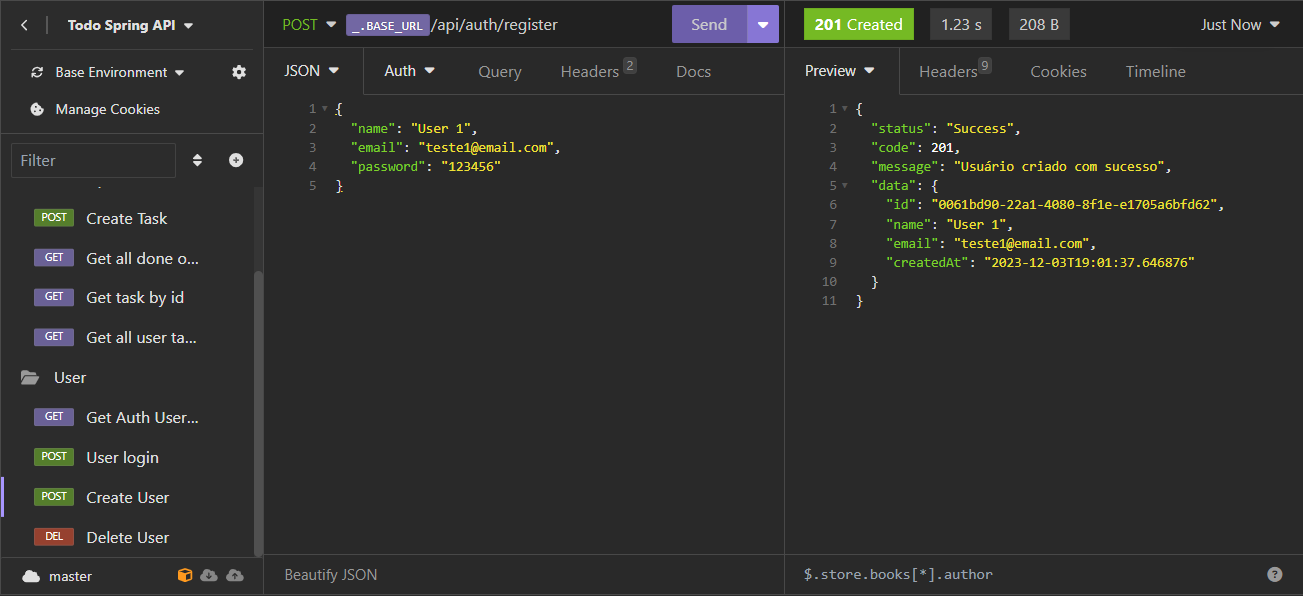 Todo Spring API
Base Environment
Manage Cookies
Filter
POST Create Task
GET Get all done o...
GET Get task by id
GET Get all user ta...
User
GET Get Auth User...
POST User login
POST Create User
DEL Delete User
master
POST _.BASE_URL /api/auth/register Send
JSON Auth Query Headers 2 Docs
1 {
2 "name": "User 1",
3 "email": "teste1@email.com",
4 "password": "123456"
5 }
Beautify JSON
201 Created 1.23 s 208 B Just Now
Preview Headers 9 Cookies Timeline
1 {
2 "status": "Success",
3 "code": 201,
4 "message": "Usuário criado com sucesso",
5 "data": {
6 "id": "0061bd90-22a1-4080-8f1e-e1705a6bfd62",
7 "name": "User 1",
8 "email": "teste1@email.com",
9 "createdAt": "2023-12-03T19:01:37.646876"
10 }
11 }
$.store.books[*].author
?